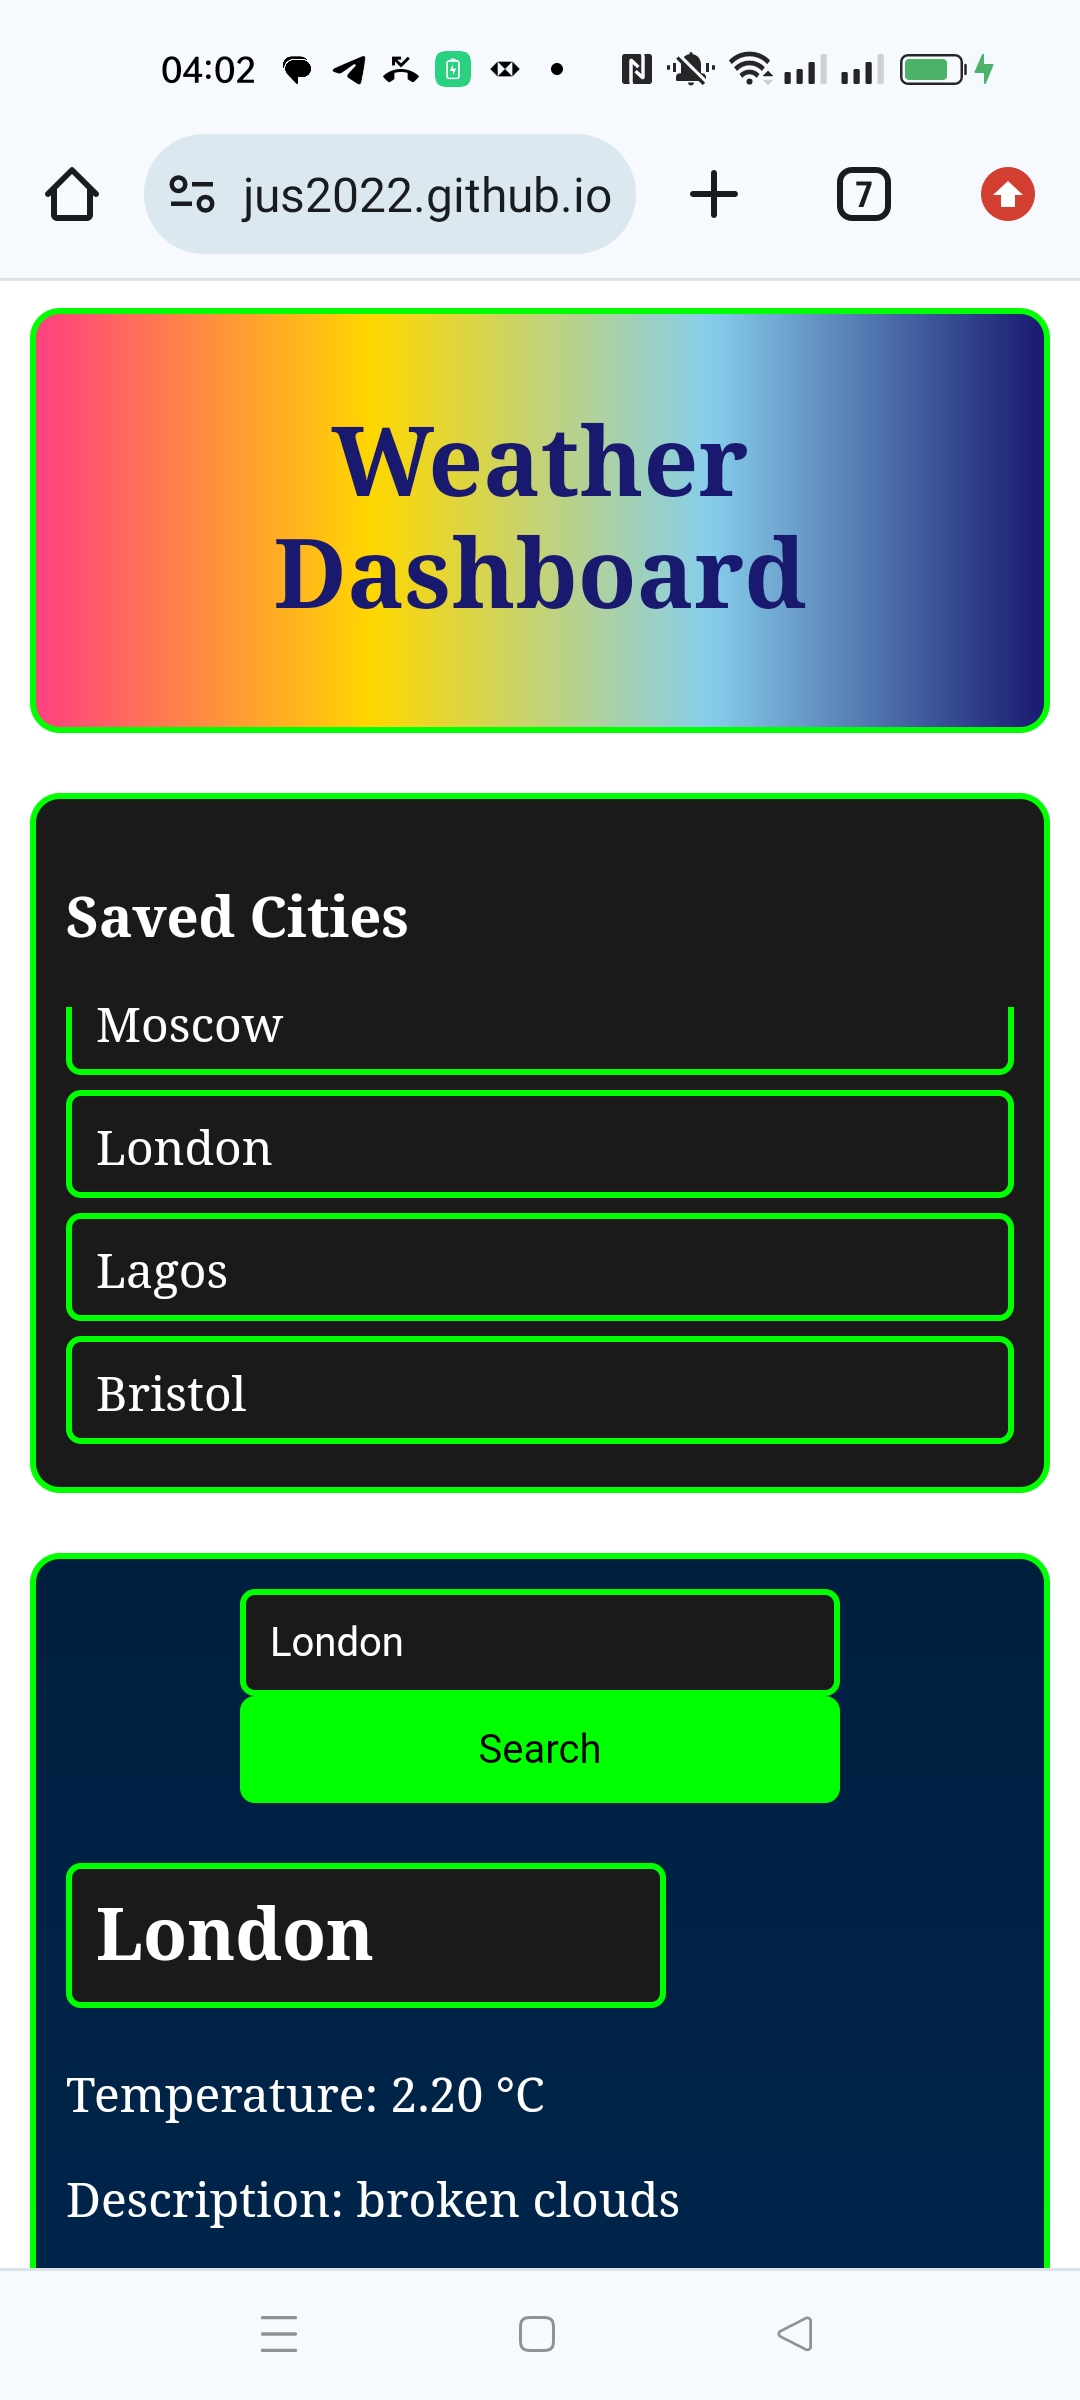 04:02
jus2022.github.io
7
Weather
Dashboard
Saved Cities
Moscow
London
Lagos
Bristol
London
Search
London
Temperature: 2.20 °C
Description: broken clouds